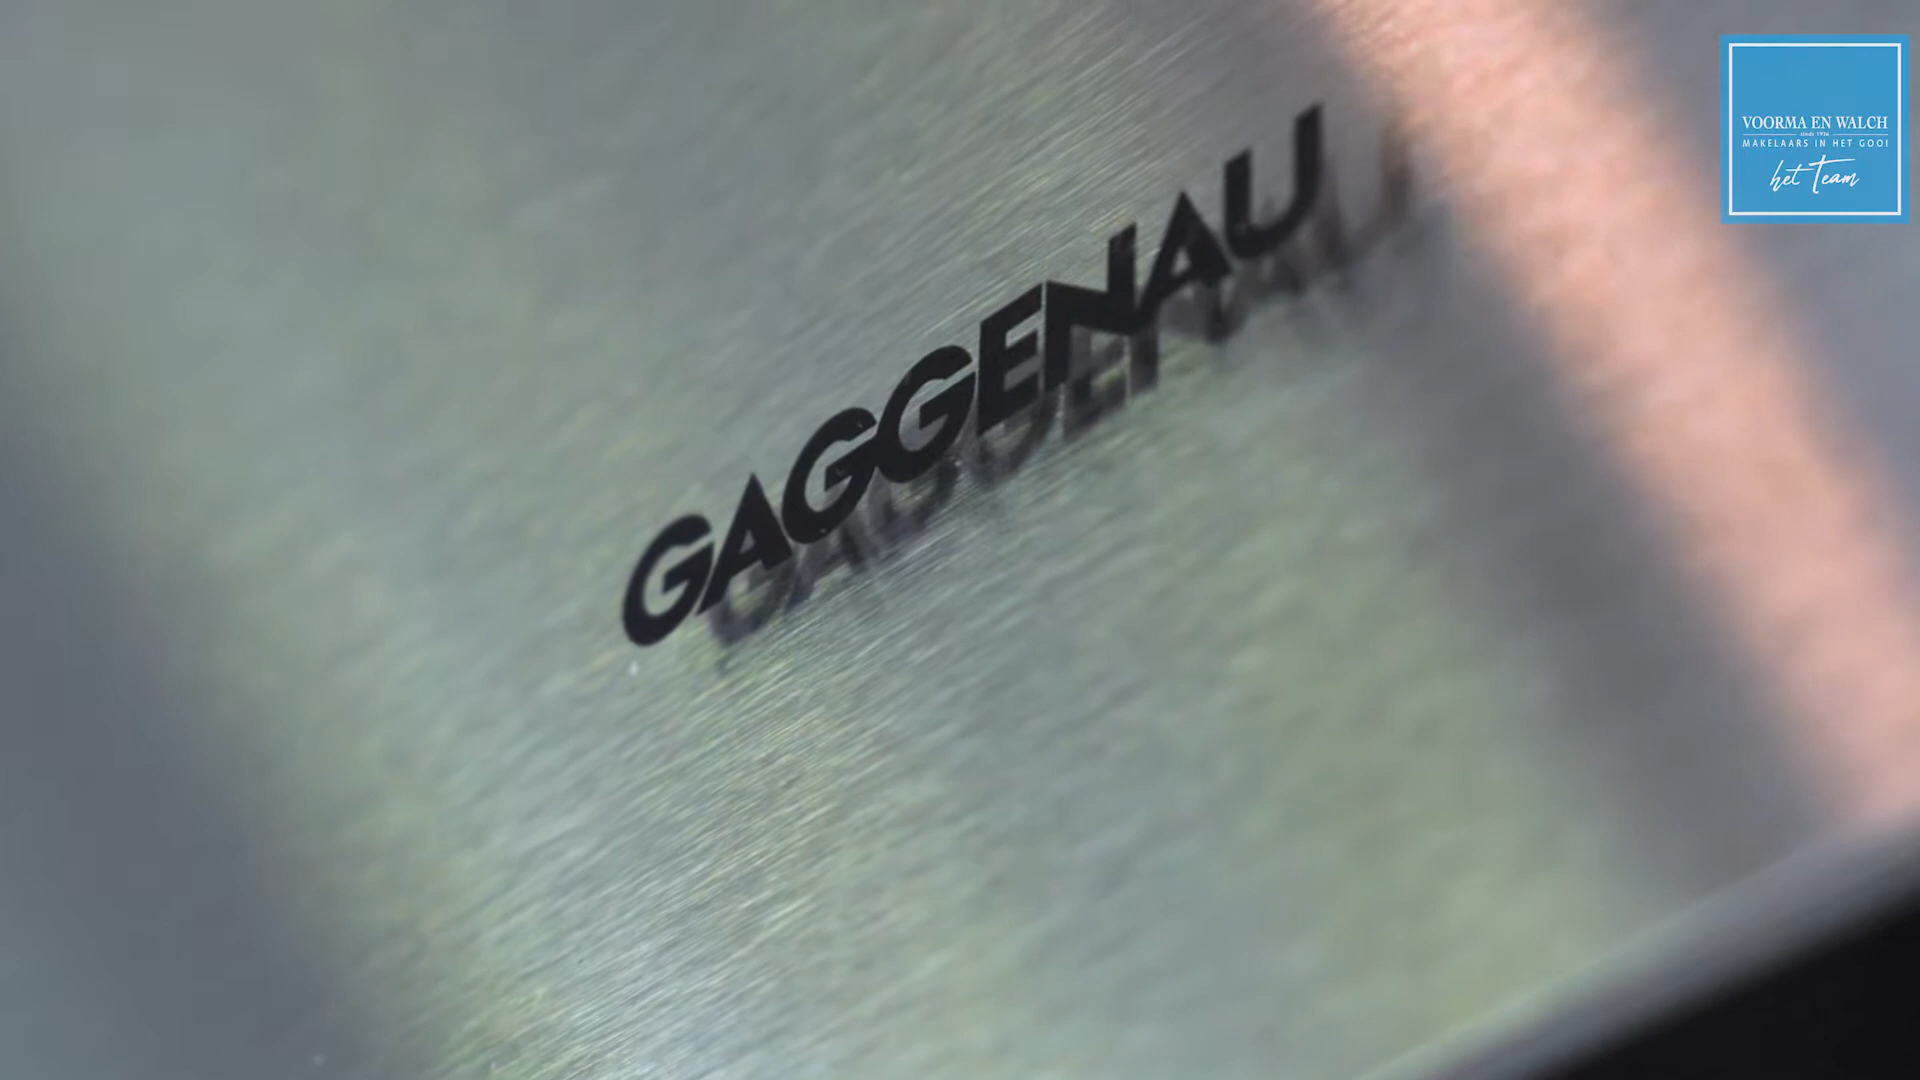 GAGGENAU
VOORMA EN WALCH
sinds 1936
MAKELAARS IN HET GOOI
het Team